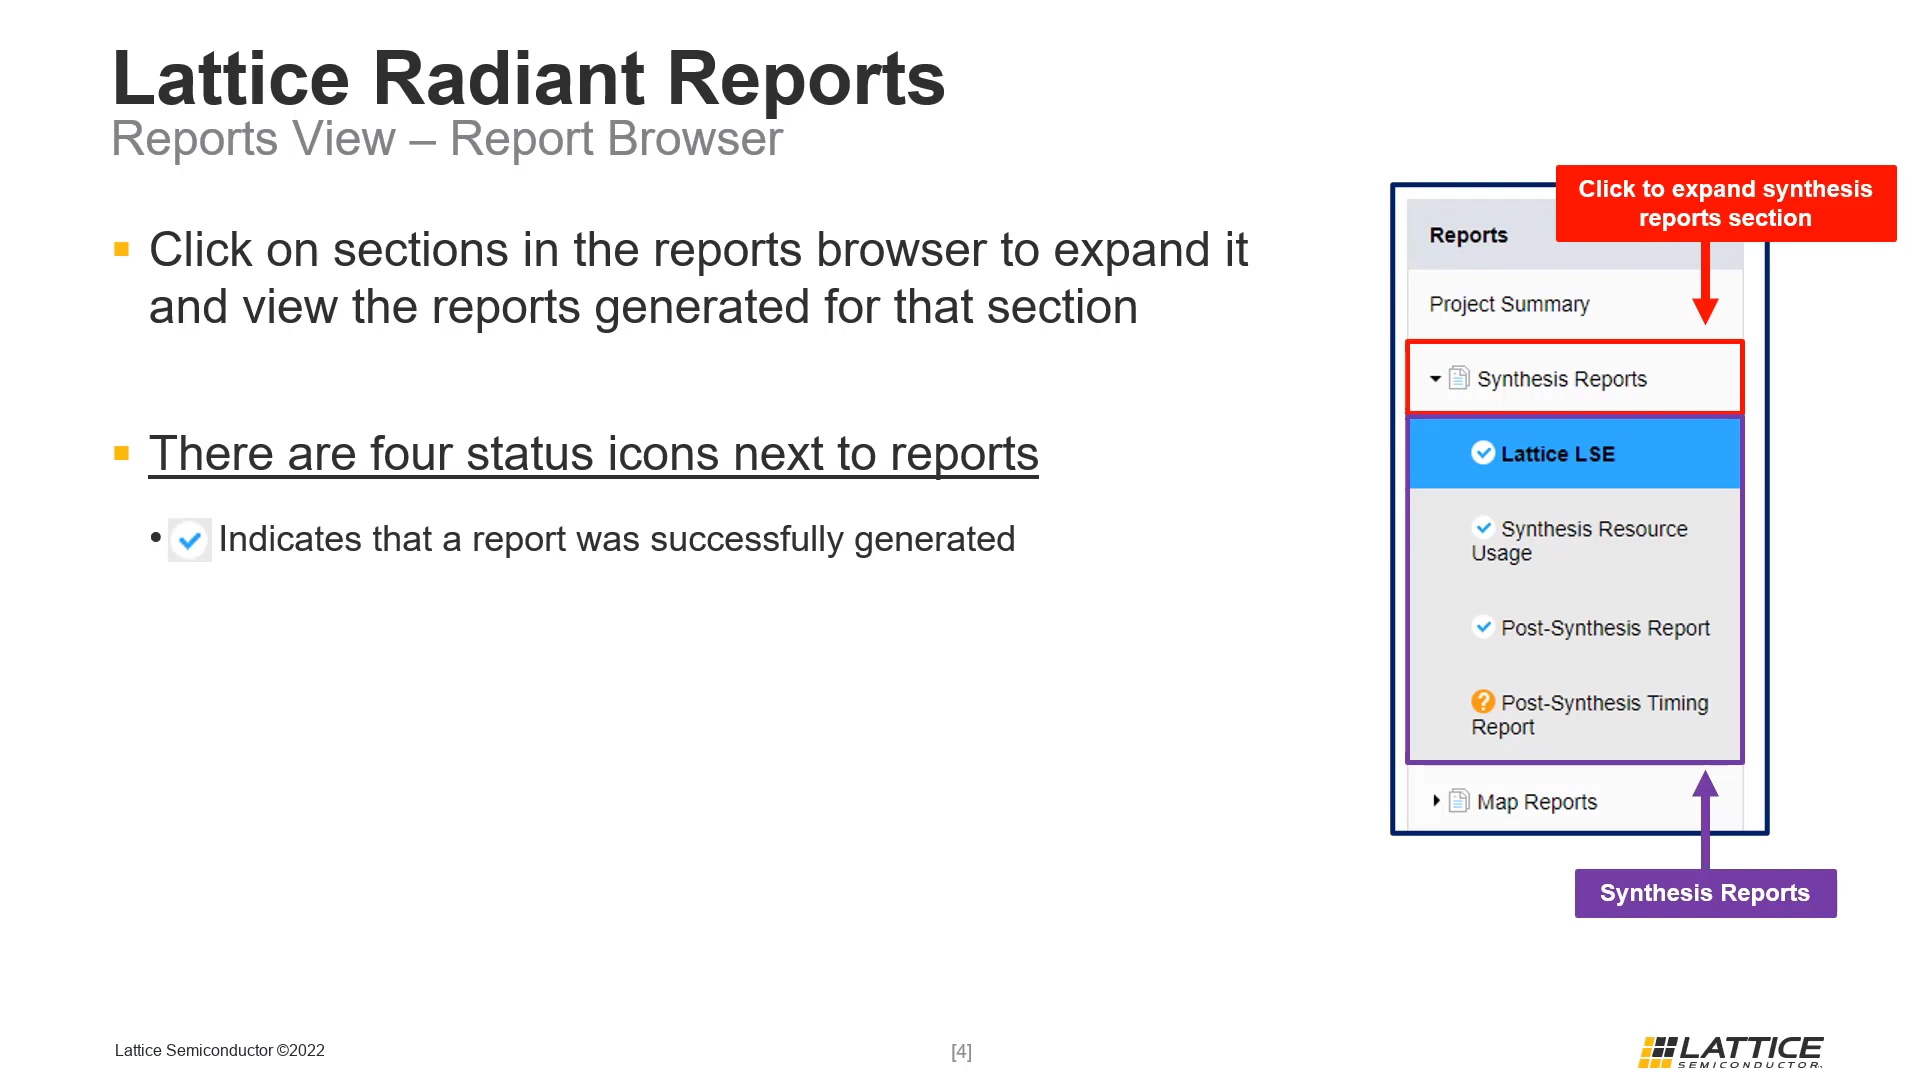 Lattice Radiant Reports
Reports View – Report Browser
Click on sections in the reports browser to expand it
and view the reports generated for that section
There are four status icons next to reports
Indicates that a report was successfully generated
Click to expand synthesis
reports section
Reports
Project Summary
Synthesis Reports
Lattice LSE
Synthesis Resource
Usage
Post-Synthesis Report
Post-Synthesis Timing
Report
Map Reports
Synthesis Reports
Lattice Semiconductor ©2022
[4]
LATTICE
SEMICONDUCTOR